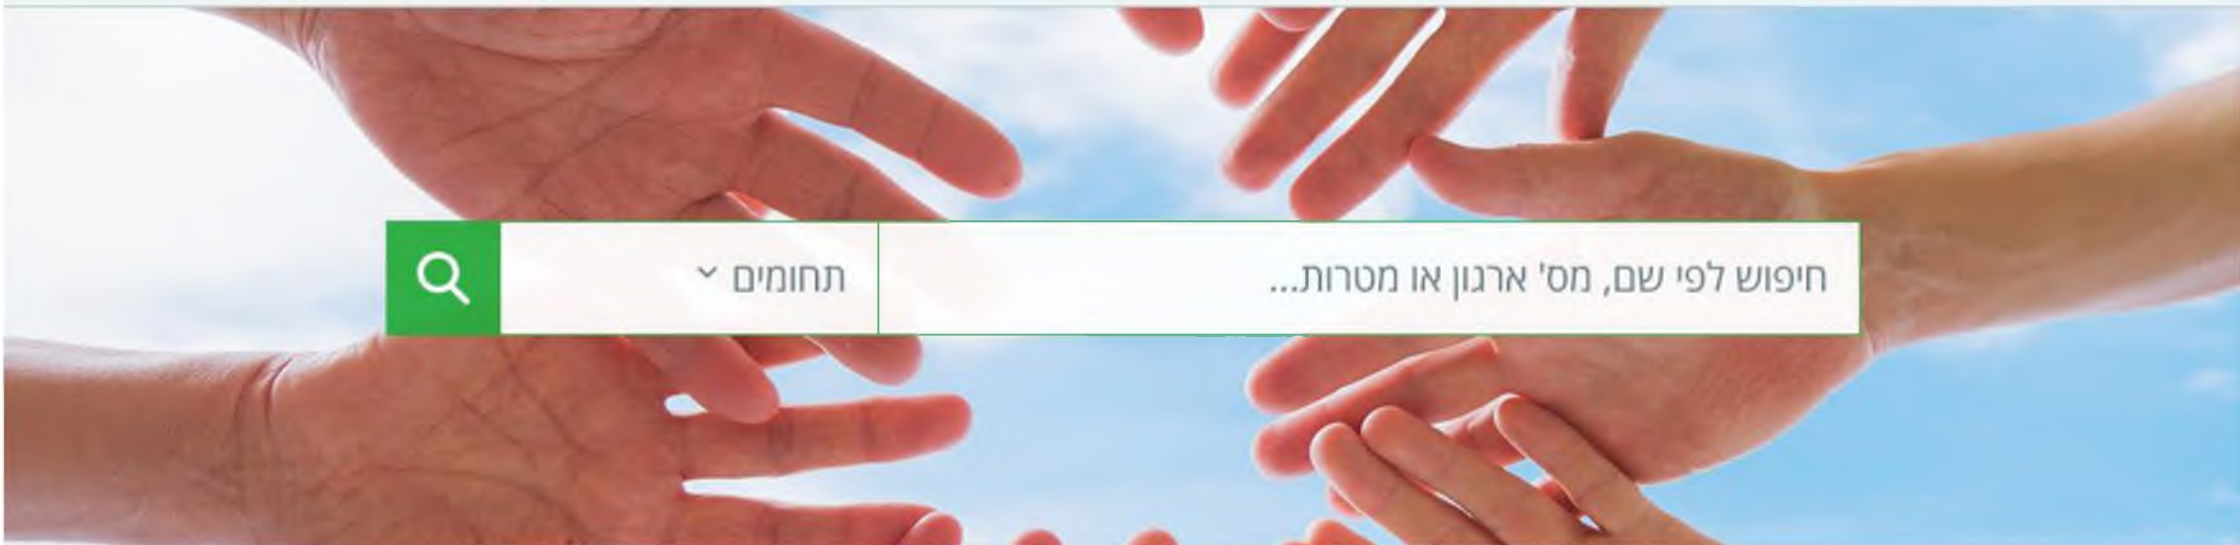 חיפוש לפי שם, מס' ארגון או מטרות...
תחומים